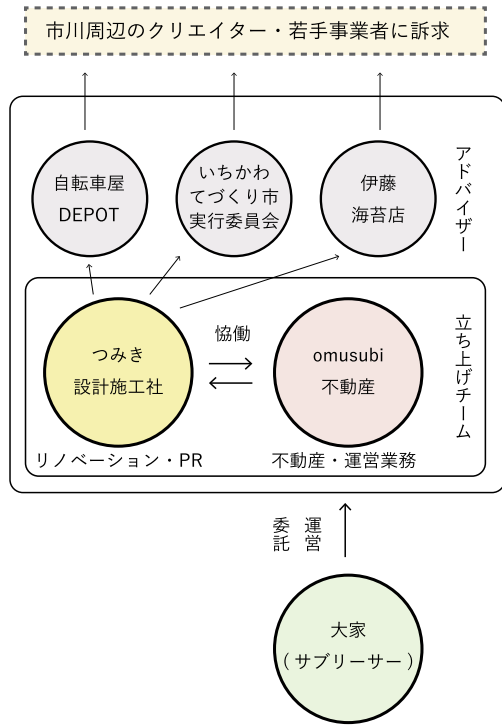 市川周辺のクリエイター・若手事業者に訴求
自転車屋
DEPOT
いちかわ
てづくり市
実行委員会
伊藤
海苔店
アドバイザー
つみき
設計施工社
恊働
omusubi
不動産
立ち上げチーム
リノベーション・PR
不動産・運営業務
運営
委託
大家
(サブリーサー)